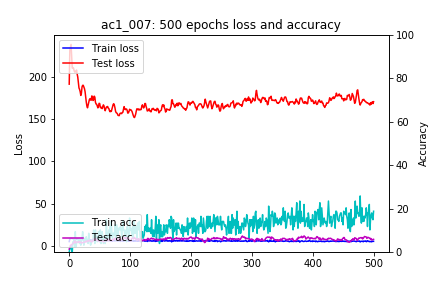 ac1_007: 500 epochs loss and accuracy
Train loss
Test loss
Train acc
Test acc
Loss
Accuracy
0
50
100
150
200
0
20
40
60
80
100
0
100
200
300
400
500